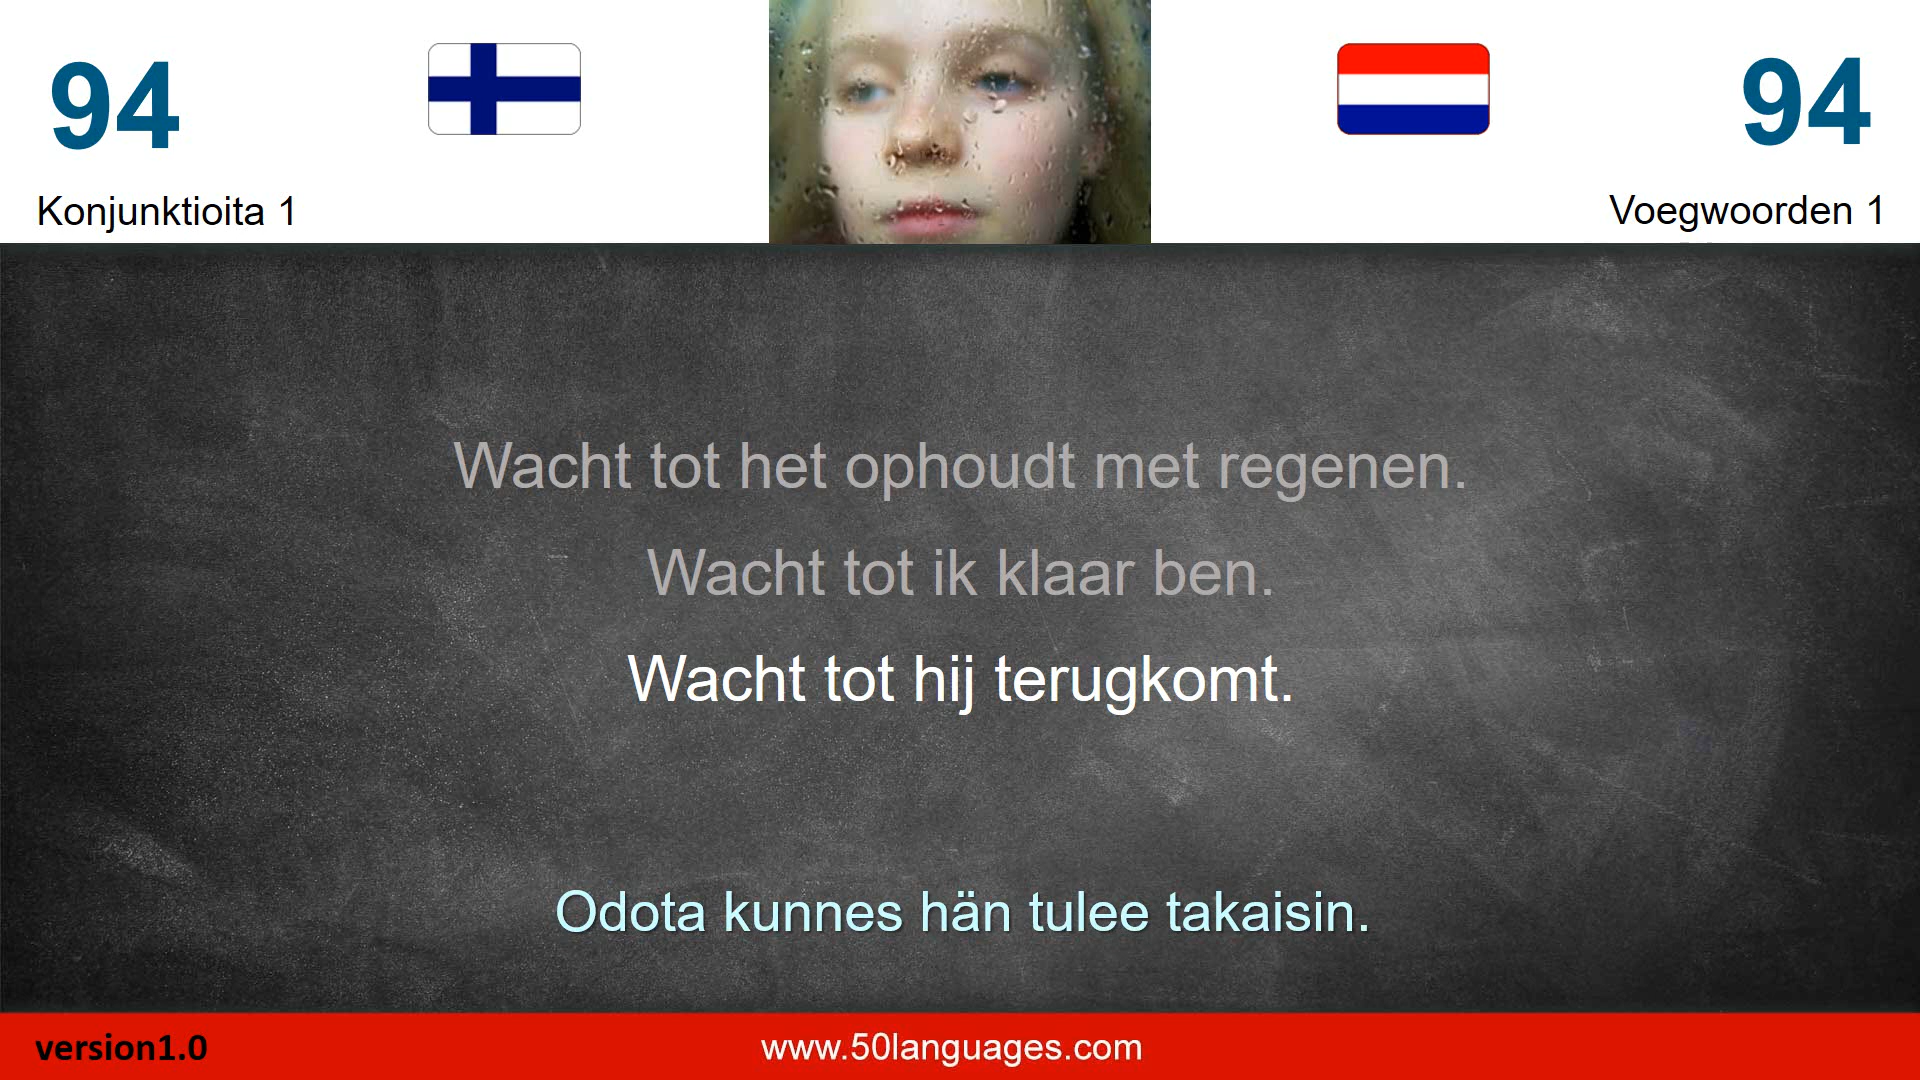 94
94
Konjunktioita 1
Voegwoorden 1
Wacht tot het ophoudt met regenen.
Wacht tot ik klaar ben.
Wacht tot hij terugkomt.
Odota kunnes hän tulee takaisin.
version1.0
www.50languages.com